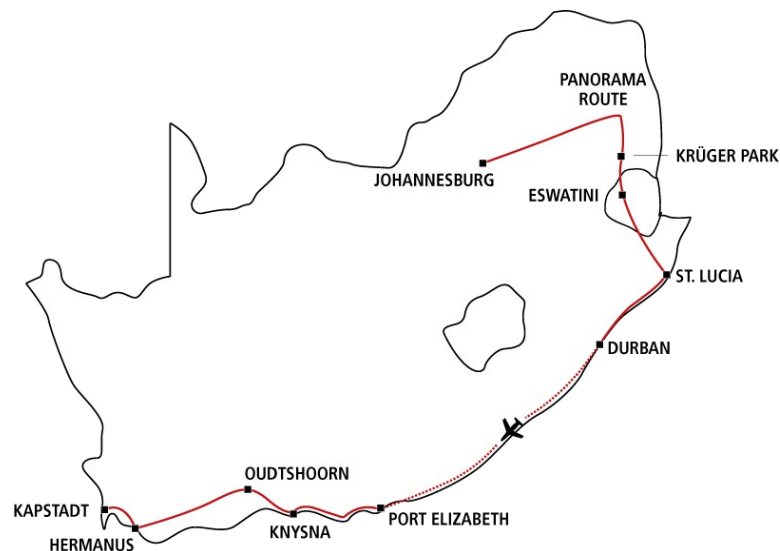 PANORAMA
ROUTE
KRÜGER PARK
JOHANNESBURG
ESWATINI
ST. LUCIA
DURBAN
OUDTSHOORN
KAPSTADT
PORT ELIZABETH
KNYSNA
HERMANUS